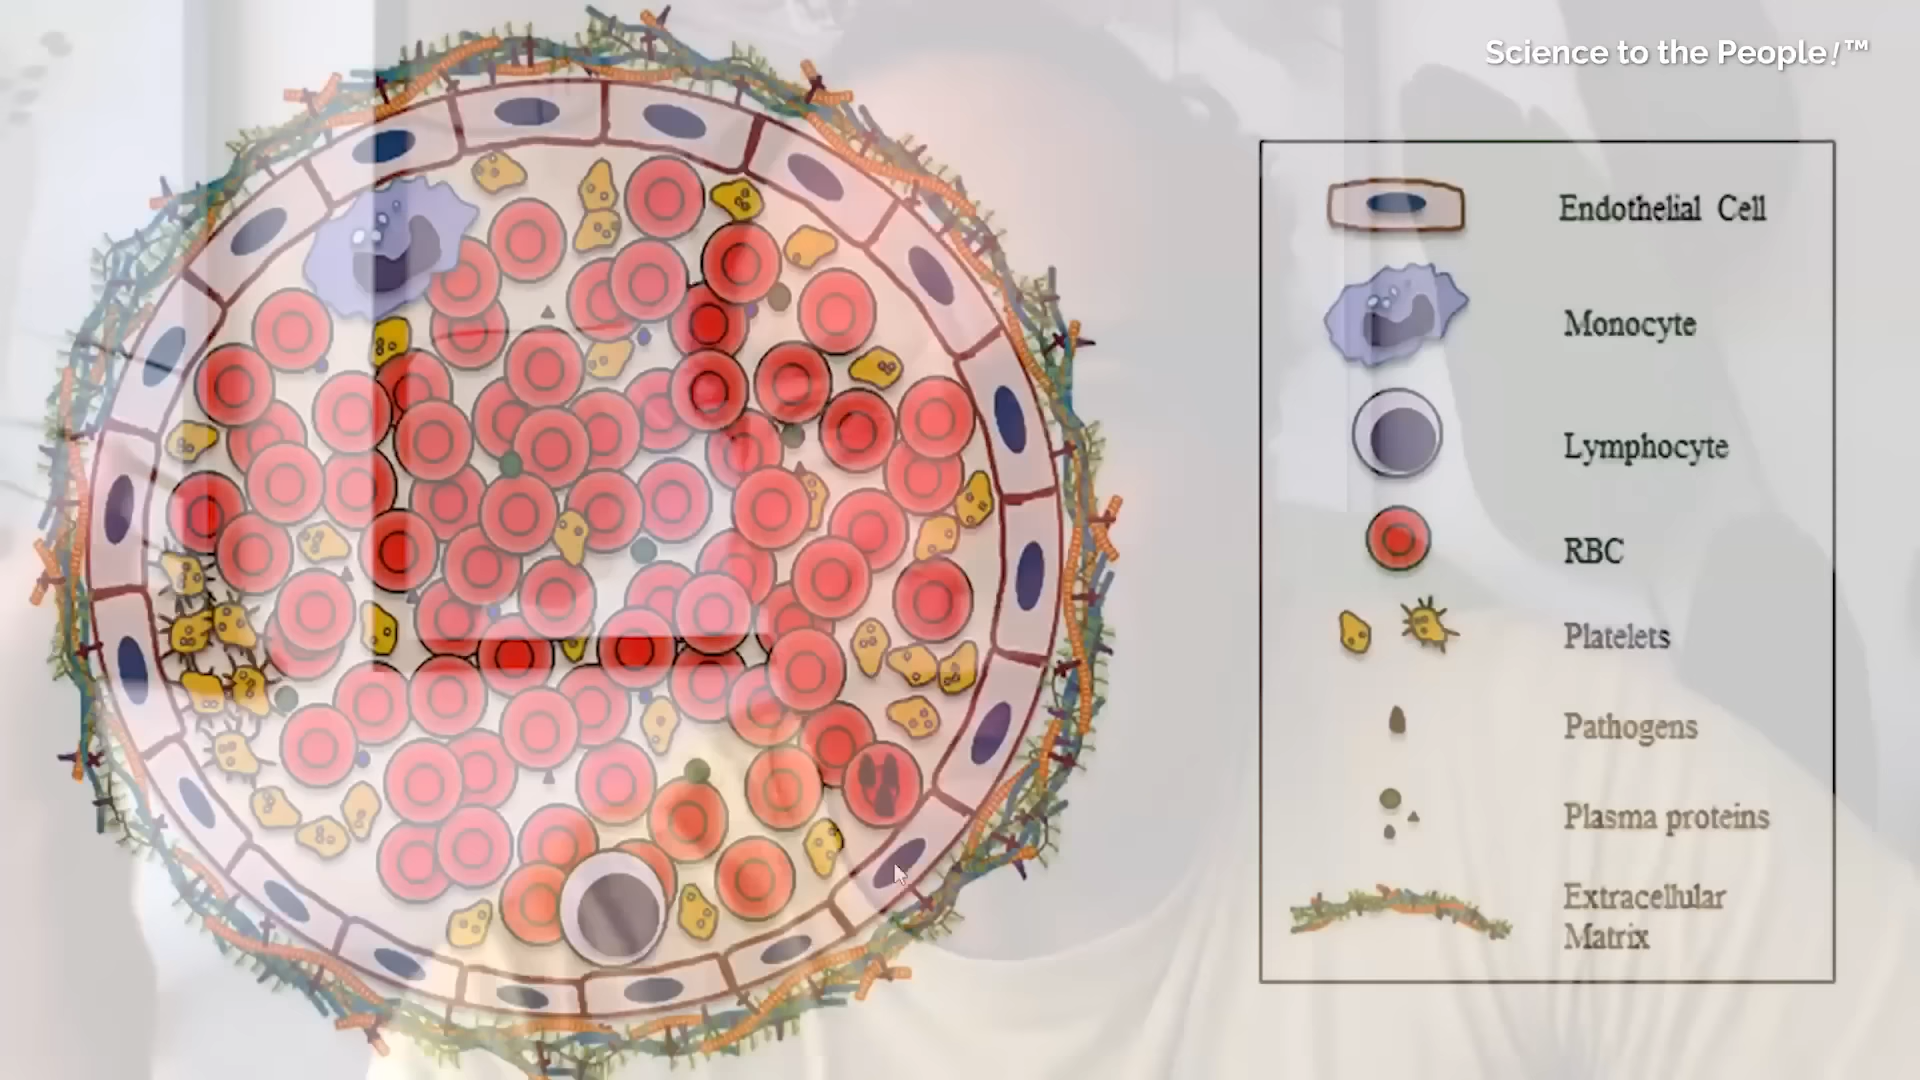 Science to the People!™
Endothelial Cell
Monocyte
Lymphocyte
RBC
Platelets
Pathogens
Plasma proteins
Extracellular
Matrix